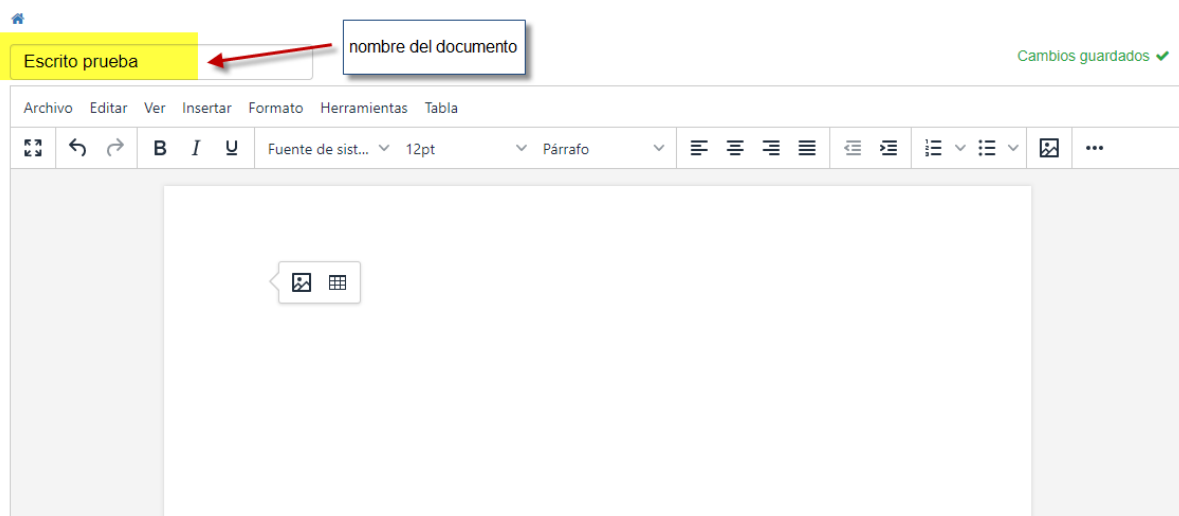 nombre del documento
Escrito prueba
Cambios guardados
Archivo Editar Ver Insertar Formato Herramientas Tabla
B I U Fuente de sist... 12pt Párrafo